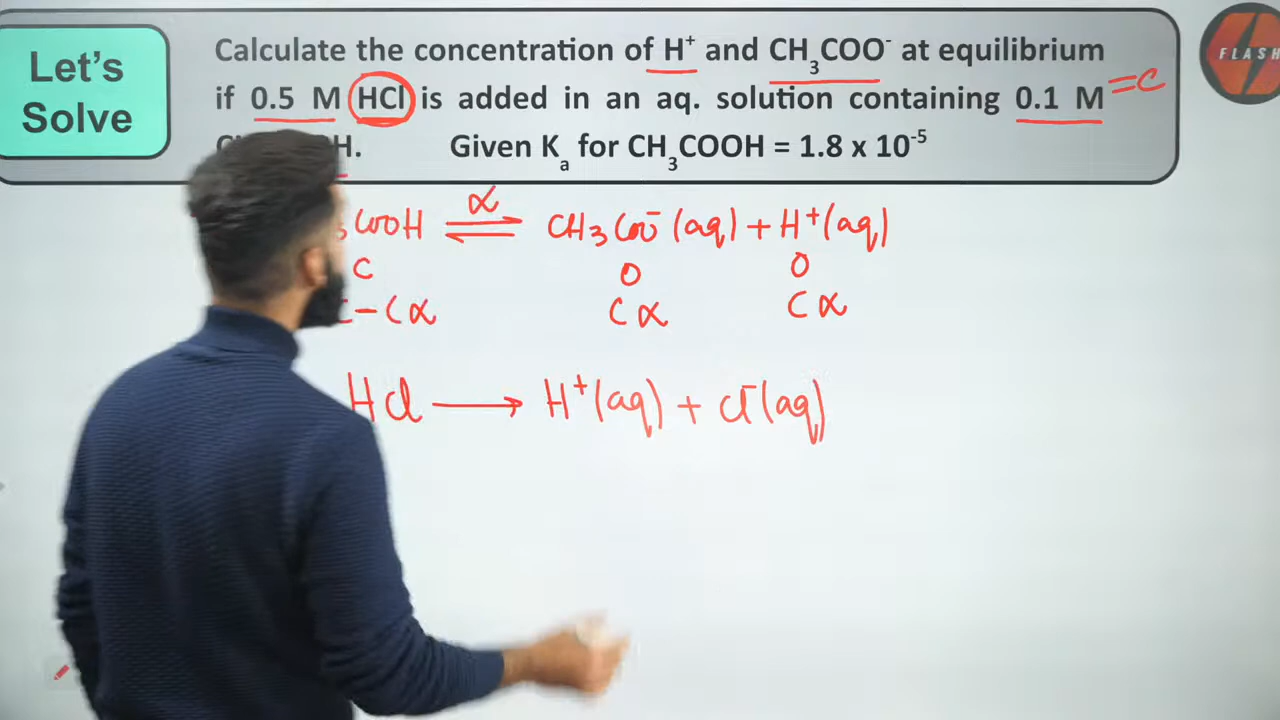 Let's
Solve
Calculate the concentration of H⁺ and CH₃COO⁻ at equilibrium
if 0.5 M HCl is added in an aq. solution containing 0.1 M = C
H. Given Kₐ for CH₃COOH = 1.8 x 10⁻⁵
FLASH
₃COOH ⇌ CH₃COO⁻(aq) + H⁺(aq)
α
C 0 0
C-Cα Cα Cα
HCl → H⁺(aq) + Cl⁻(aq)